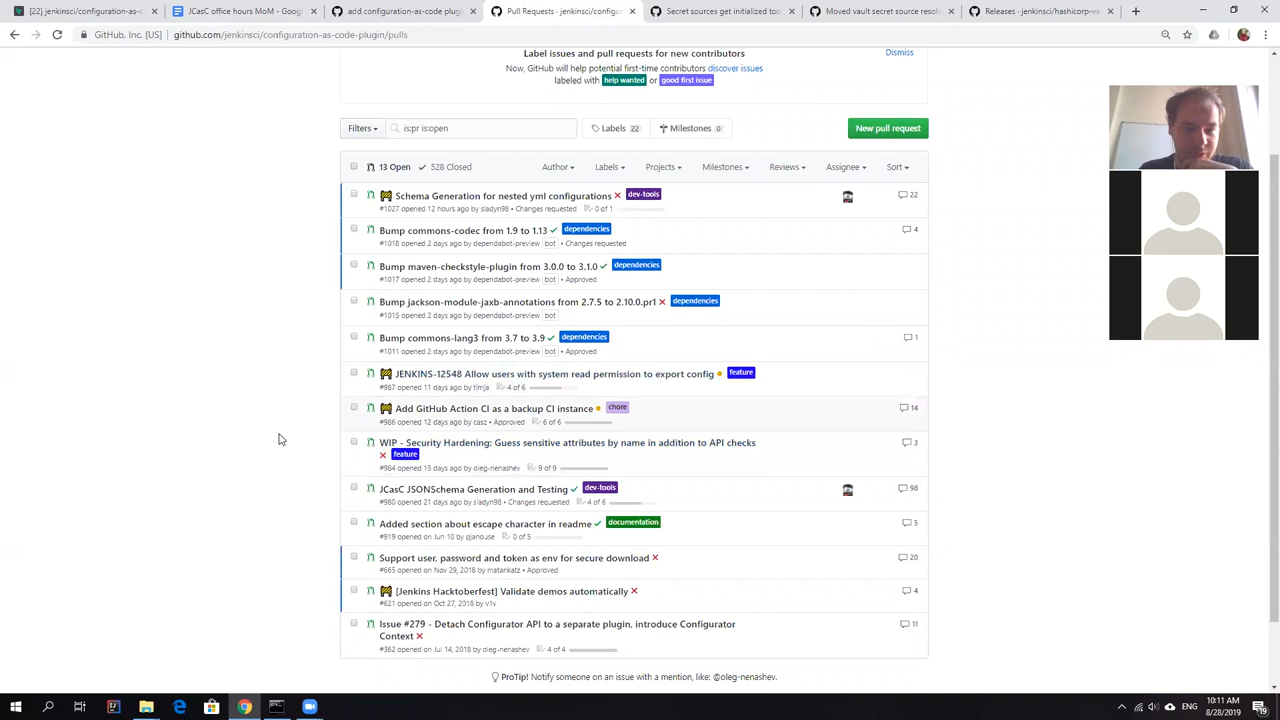 [22] jenkinsci/configuration-as-c
JCasC office hours MoM - Googl
add.configuration-as-code.plugin
Pull Requests - jenkinsci/configur
Secret sources get initialized too
Moved vault secret source resol
Releases · jenkinsci/hashicorp-va
GitHub, Inc. [US] | github.com/jenkinsci/configuration-as-code-plugin/pulls
Label issues and pull requests for new contributors
Dismiss
Now, GitHub will help potential first-time contributors discover issues
labeled with help wanted or good first issue
Filters
is:pr is:open
Labels 22
Milestones 0
New pull request
13 Open
528 Closed
Author
Labels
Projects
Milestones
Reviews
Assignee
Sort
Schema Generation for nested yml configurations dev-tools
22
#1027 opened 12 hours ago by sladyn98 • Changes requested 0 of 1
Bump commons-codec from 1.9 to 1.13 dependencies
4
#1018 opened 2 days ago by dependabot-preview bot • Changes requested
Bump maven-checkstyle-plugin from 3.0.0 to 3.1.0 dependencies
#1017 opened 2 days ago by dependabot-preview bot • Approved
Bump jackson-module-jaxb-annotations from 2.7.5 to 2.10.0.pr1 dependencies
#1015 opened 2 days ago by dependabot-preview bot
Bump commons-lang3 from 3.7 to 3.9 dependencies
1
#1011 opened 2 days ago by dependabot-preview bot • Approved
JENKINS-12548 Allow users with system read permission to export config feature
#987 opened 11 days ago by timja 4 of 6
Add GitHub Action CI as a backup CI instance chore
14
#986 opened 12 days ago by casz • Approved 6 of 6
WIP - Security Hardening: Guess sensitive attributes by name in addition to API checks
3
feature
#984 opened 15 days ago by oleg-nenashev 9 of 9
JCasC JSONSchema Generation and Testing dev-tools
98
#980 opened 21 days ago by sladyn98 • Changes requested 4 of 6
Added section about escape character in readme documentation
5
#919 opened on Jun 10 by pjanouse 0 of 5
Support user, password and token as env for secure download
20
#665 opened on Nov 29, 2018 by matankatz • Approved
[Jenkins Hacktoberfest] Validate demos automatically
4
#621 opened on Oct 27, 2018 by v1v
Issue #279 - Detach Configurator API to a separate plugin, introduce Configurator
11
Context
#362 opened on Jul 14, 2018 by oleg-nenashev 4 of 4
ProTip! Notify someone on an issue with a mention, like: @oleg-nenashev.
ENG
10:11 AM
8/28/2019
19